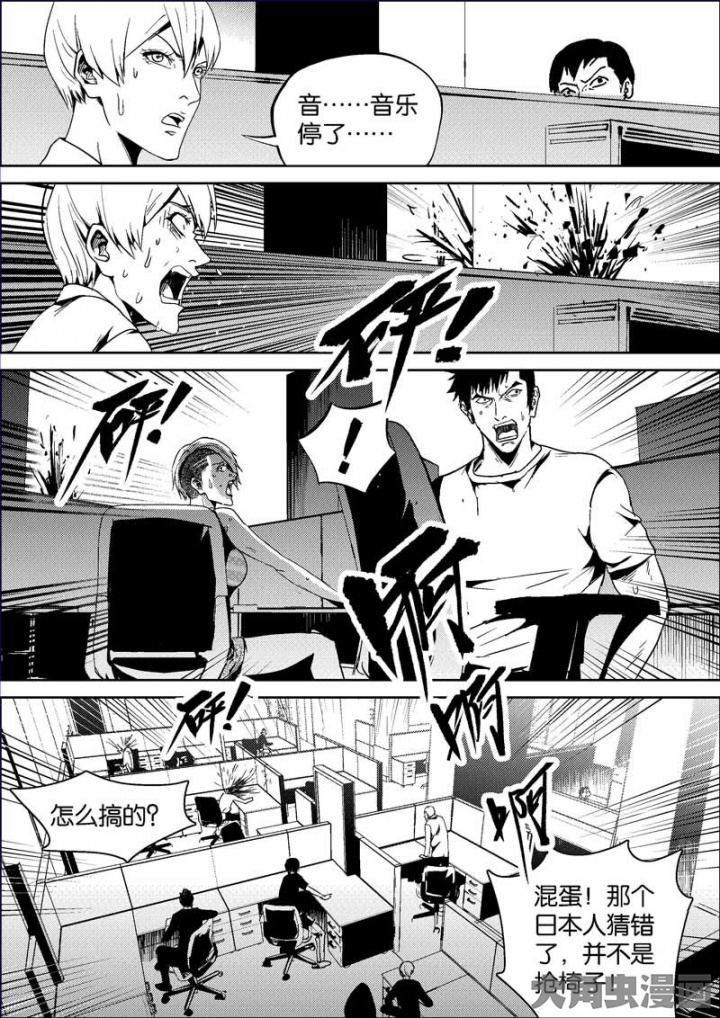 音……音乐
停了……
砰!
砰!
!
啊
啊
砰!
怎么搞的?
啊
混蛋!那个
日本人猜错
了，并不是
抢椅子!
大角虫漫画